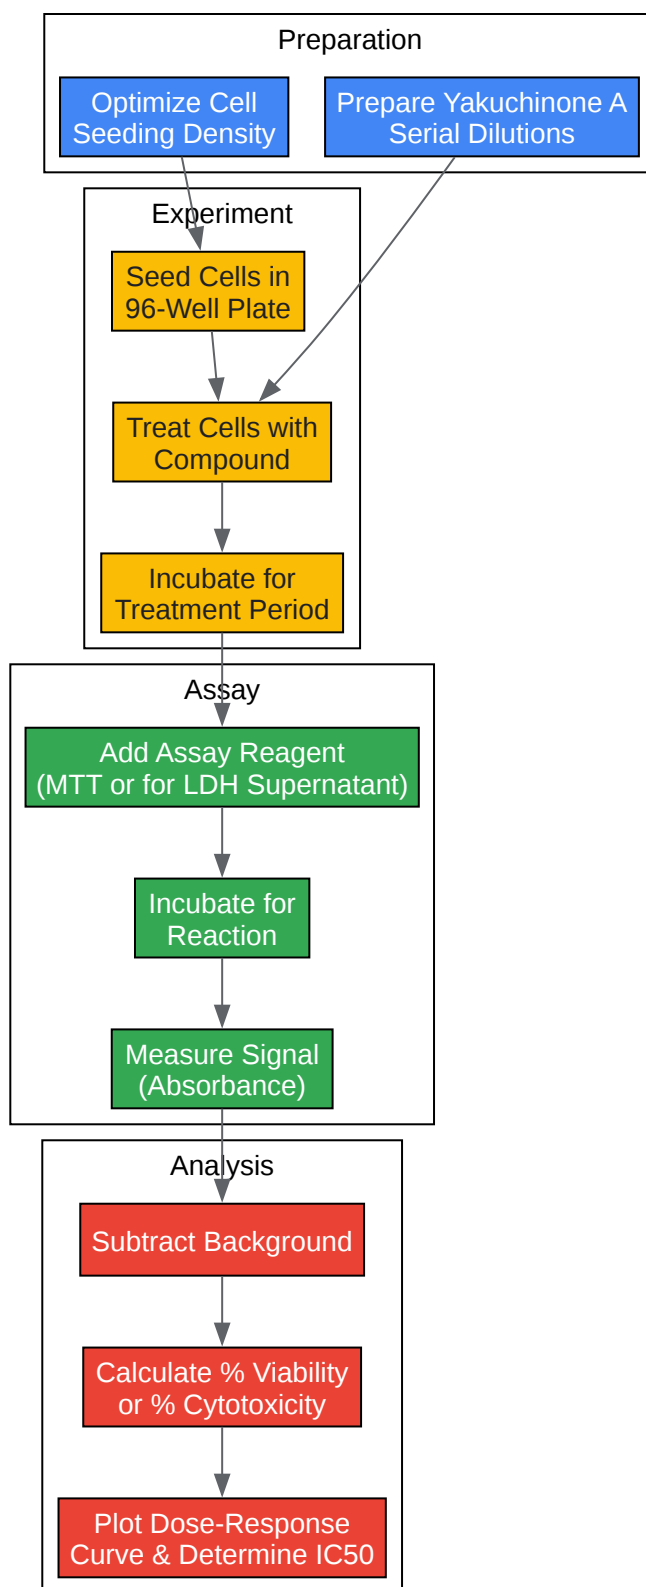 Preparation
Optimize Cell
Seeding Density
Prepare Yakuchinone A
Serial Dilutions
Experiment
Seed Cells in
96-Well Plate
Treat Cells with
Compound
Incubate for
Treatment Period
Assay
Add Assay Reagent
(MTT or for LDH Supernatant)
Incubate for
Reaction
Measure Signal
(Absorbance)
Analysis
Subtract Background
Calculate % Viability
or % Cytotoxicity
Plot Dose-Response
Curve & Determine IC50